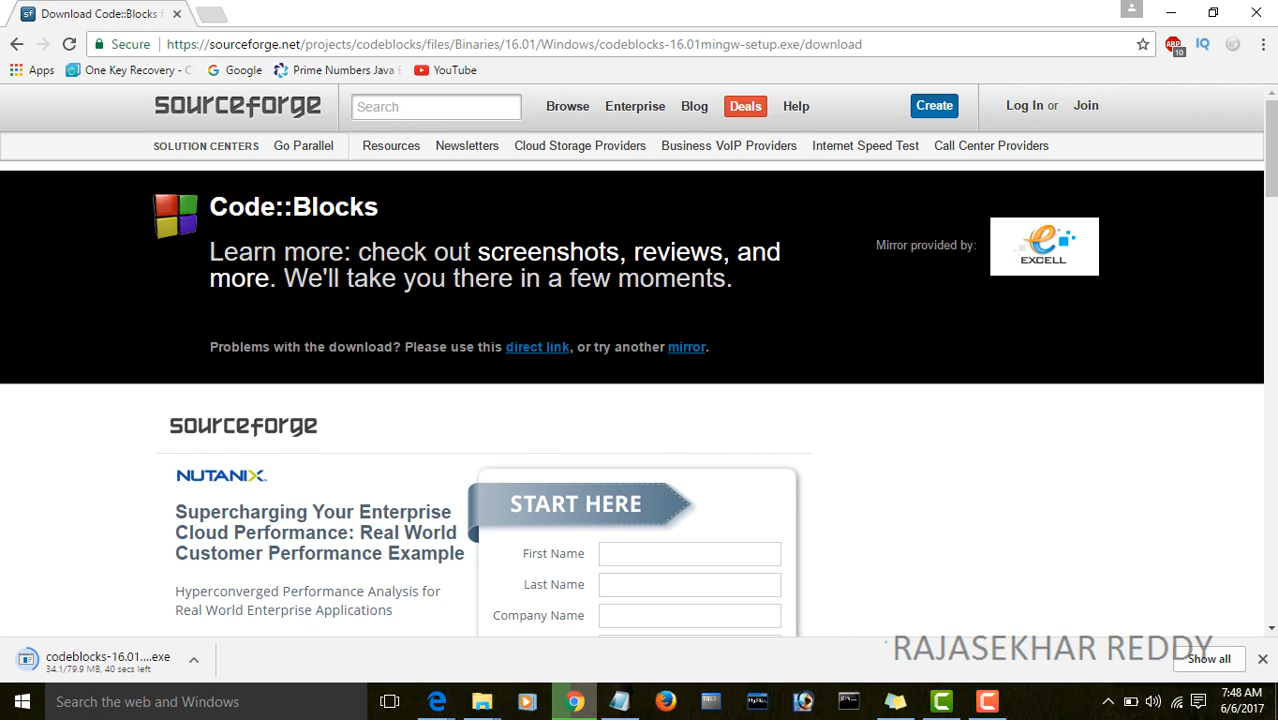 Download Code::Blocks f
Secure
https://sourceforge.net/projects/codeblocks/files/Binaries/16.01/Windows/codeblocks-16.01mingw-setup.exe/download
ABP
10
IQ
Apps
One Key Recovery - C
Google
Prime Numbers Java
YouTube
sourceforge
Search
Browse
Enterprise
Blog
Deals
Help
Create
Log In or Join
SOLUTION CENTERS
Go Parallel
Resources
Newsletters
Cloud Storage Providers
Business VoIP Providers
Internet Speed Test
Call Center Providers
Code::Blocks
Learn more: check out screenshots, reviews, and
more. We'll take you there in a few moments.
Mirror provided by:
EXCELL
Problems with the download? Please use this direct link, or try another mirror.
sourceforge
NUTANIX
Supercharging Your Enterprise
Cloud Performance: Real World
Customer Performance Example
Hyperconverged Performance Analysis for
Real World Enterprise Applications
START HERE
First Name
Last Name
Company Name
codeblocks-16.01....exe
34.1/79.9 MB, 40 secs left
RAJASEKHAR REDDY
Show all
Search the web and Windows
7:48 AM
6/6/2017